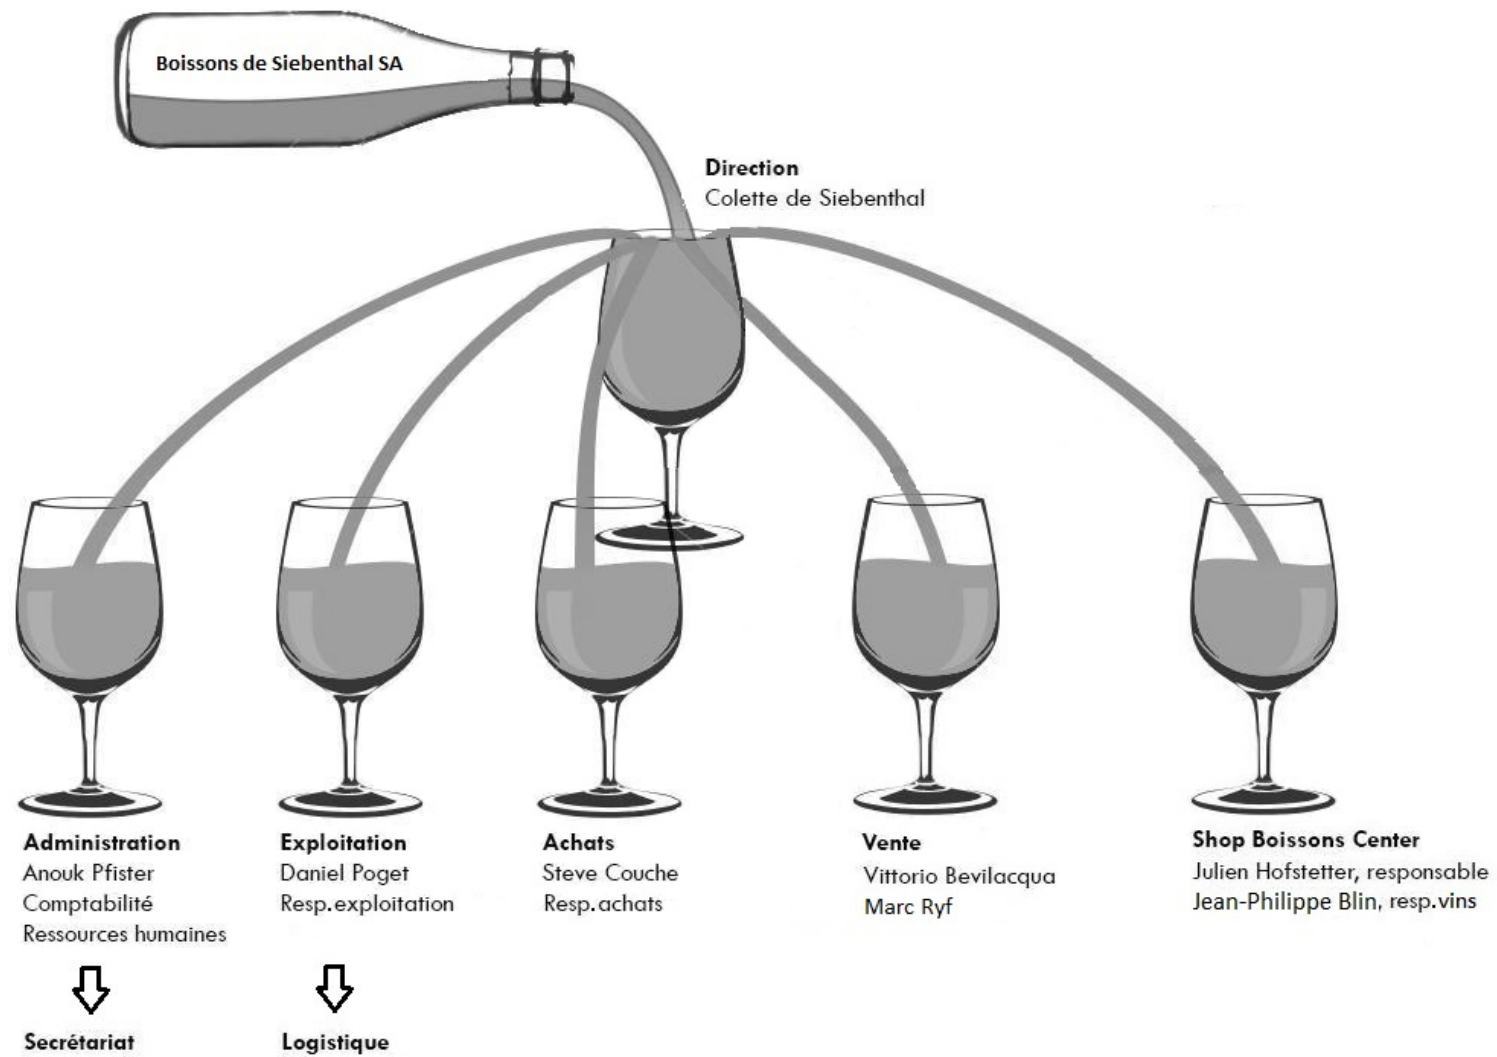 Boissons de Siebenthal SA
Direction
Colette de Siebenthal
Administration
Anouk Pfister
Comptabilité
Ressources humaines
Secrétariat
Exploitation
Daniel Poget
Resp.exploitation
Logistique
Achats
Steve Couche
Resp.achats
Vente
Vittorio Bevilacqua
Marc Ryf
Shop Boissons Center
Julien Hofstetter, responsable
Jean-Philippe Blin, resp.vins